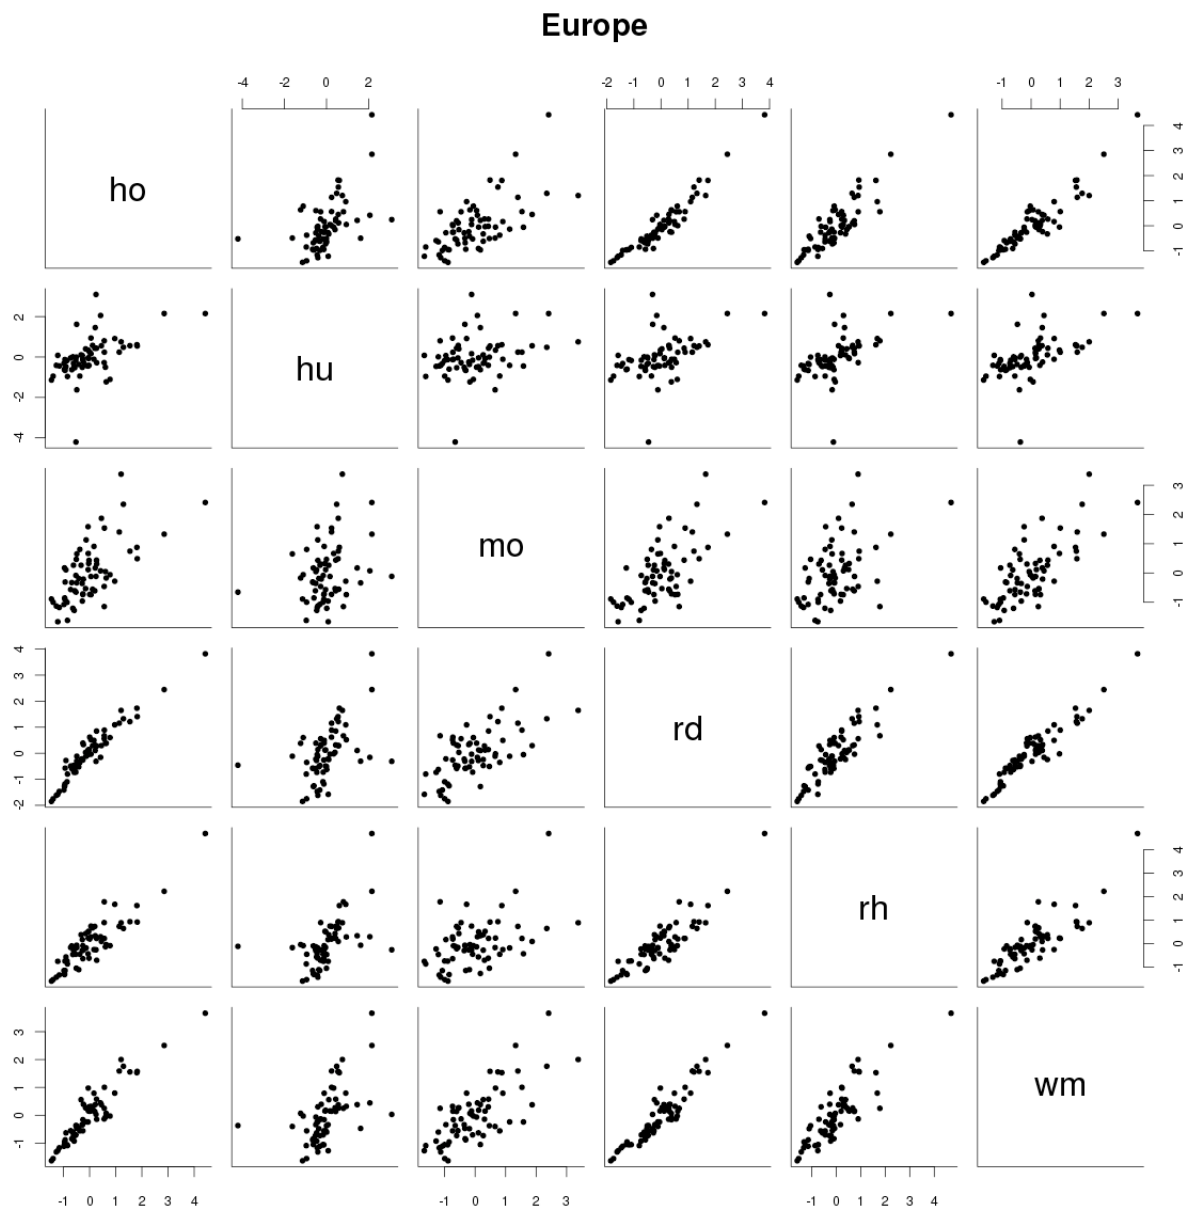 Europe
-4 -2 0 2 -2 -1 0 1 2 3 4 -1 0 1 2 3
ho
-1 0 1 2 3 4
hu
-4 -2 0 2
mo
-1 0 1 2 3
rd
-2 -1 0 1 2 3 4
rh
-1 0 1 2 3 4
wm
-1 0 1 2 3
-1 0 1 2 3 4 -1 0 1 2 3 -1 0 1 2 3 4